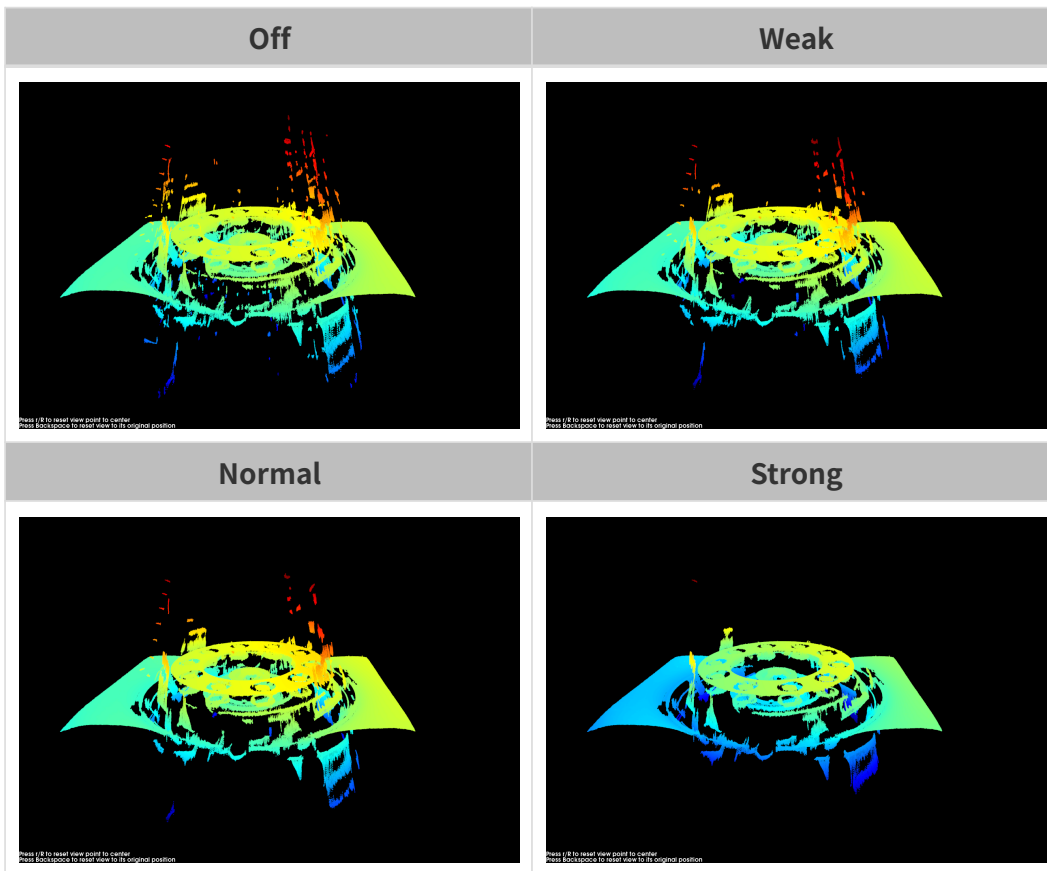 Off
Weak
Press r/R to reset view point to center
Press Backspace to reset view to its original position
Press r/R to reset view point to center
Press Backspace to reset view to its original position
Normal
Strong
Press r/R to reset view point to center
Press Backspace to reset view to its original position
Press r/R to reset view point to center
Press Backspace to reset view to its original position